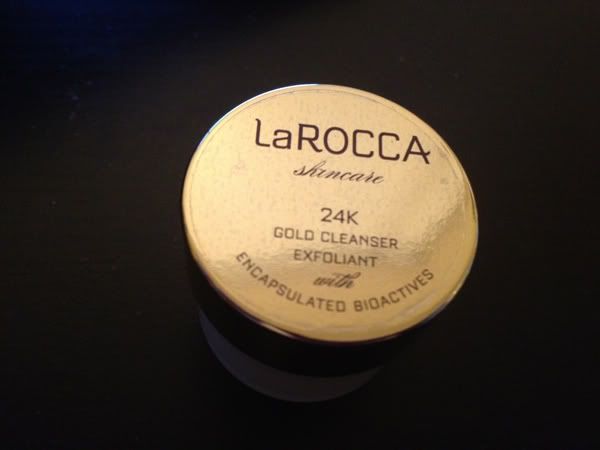 LaROCCA
skincare
24K
GOLD CLEANSER
EXFOLIANT
with
ENCAPSULATED BIOACTIVES